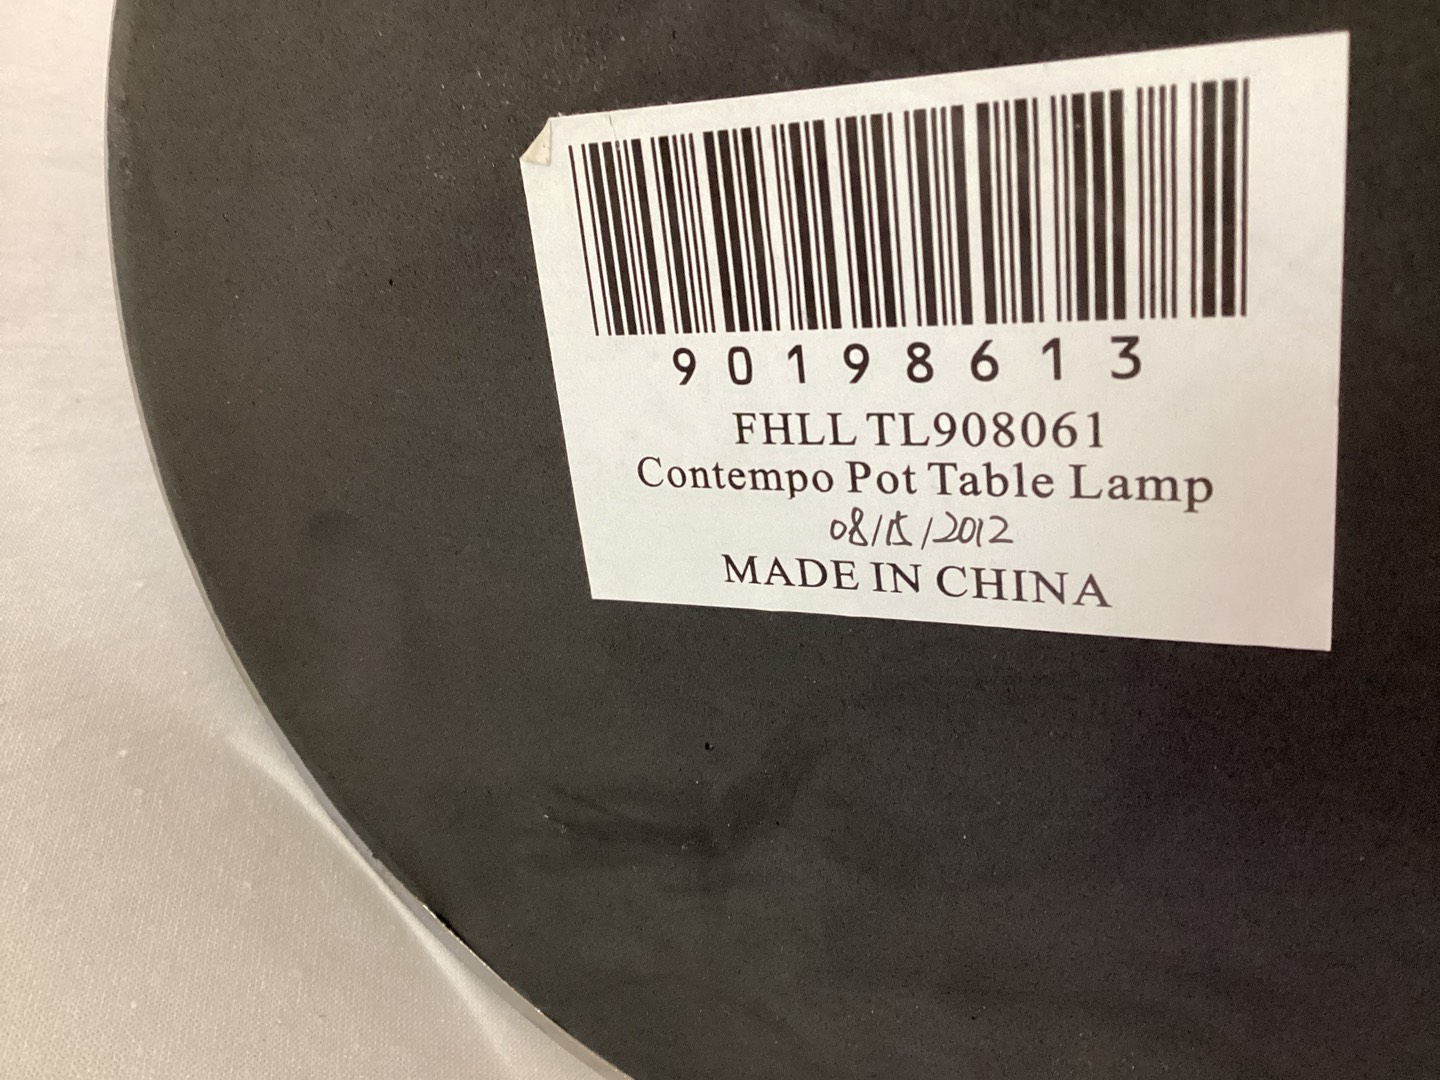 90198613
FHLL TL908061
Contempo Pot Table Lamp
08/15/2012
MADE IN CHINA